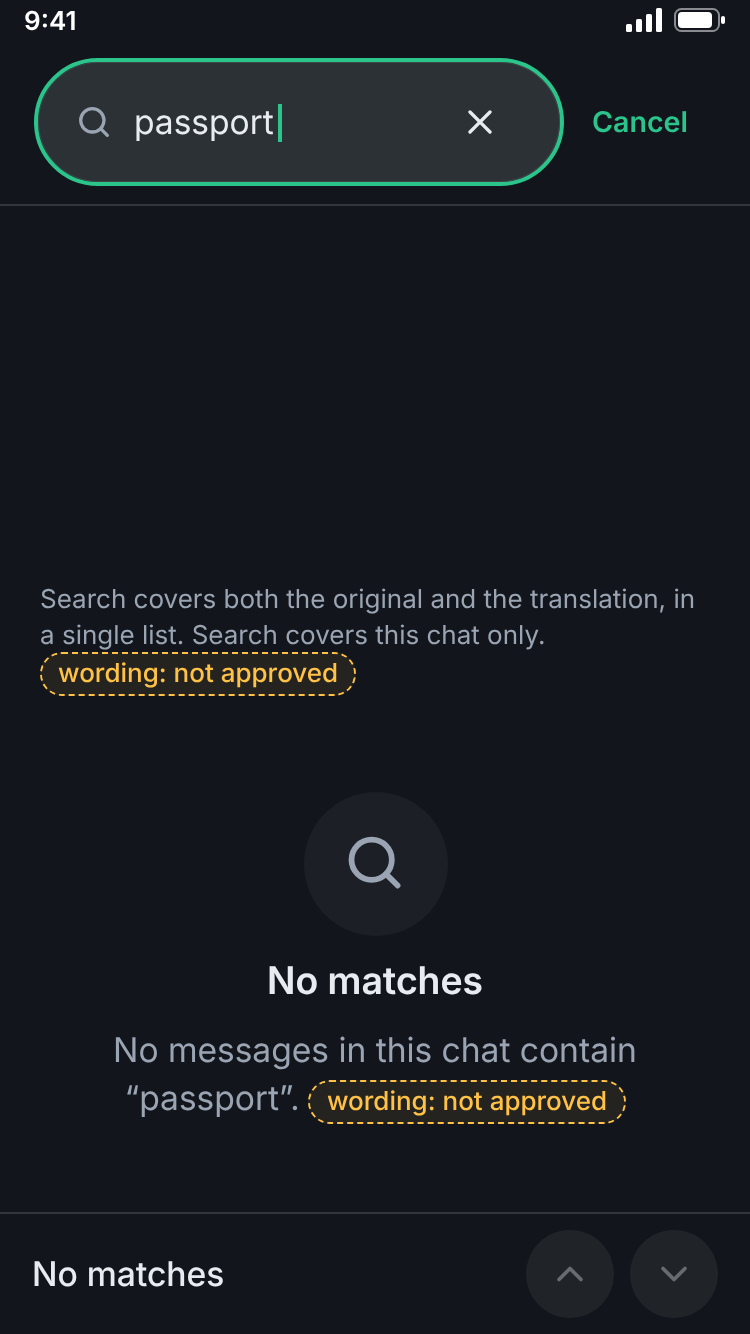 9:41
passport
Cancel
Search covers both the original and the translation, in
a single list. Search covers this chat only.
wording: not approved
No matches
No messages in this chat contain
“passport”. wording: not approved
No matches